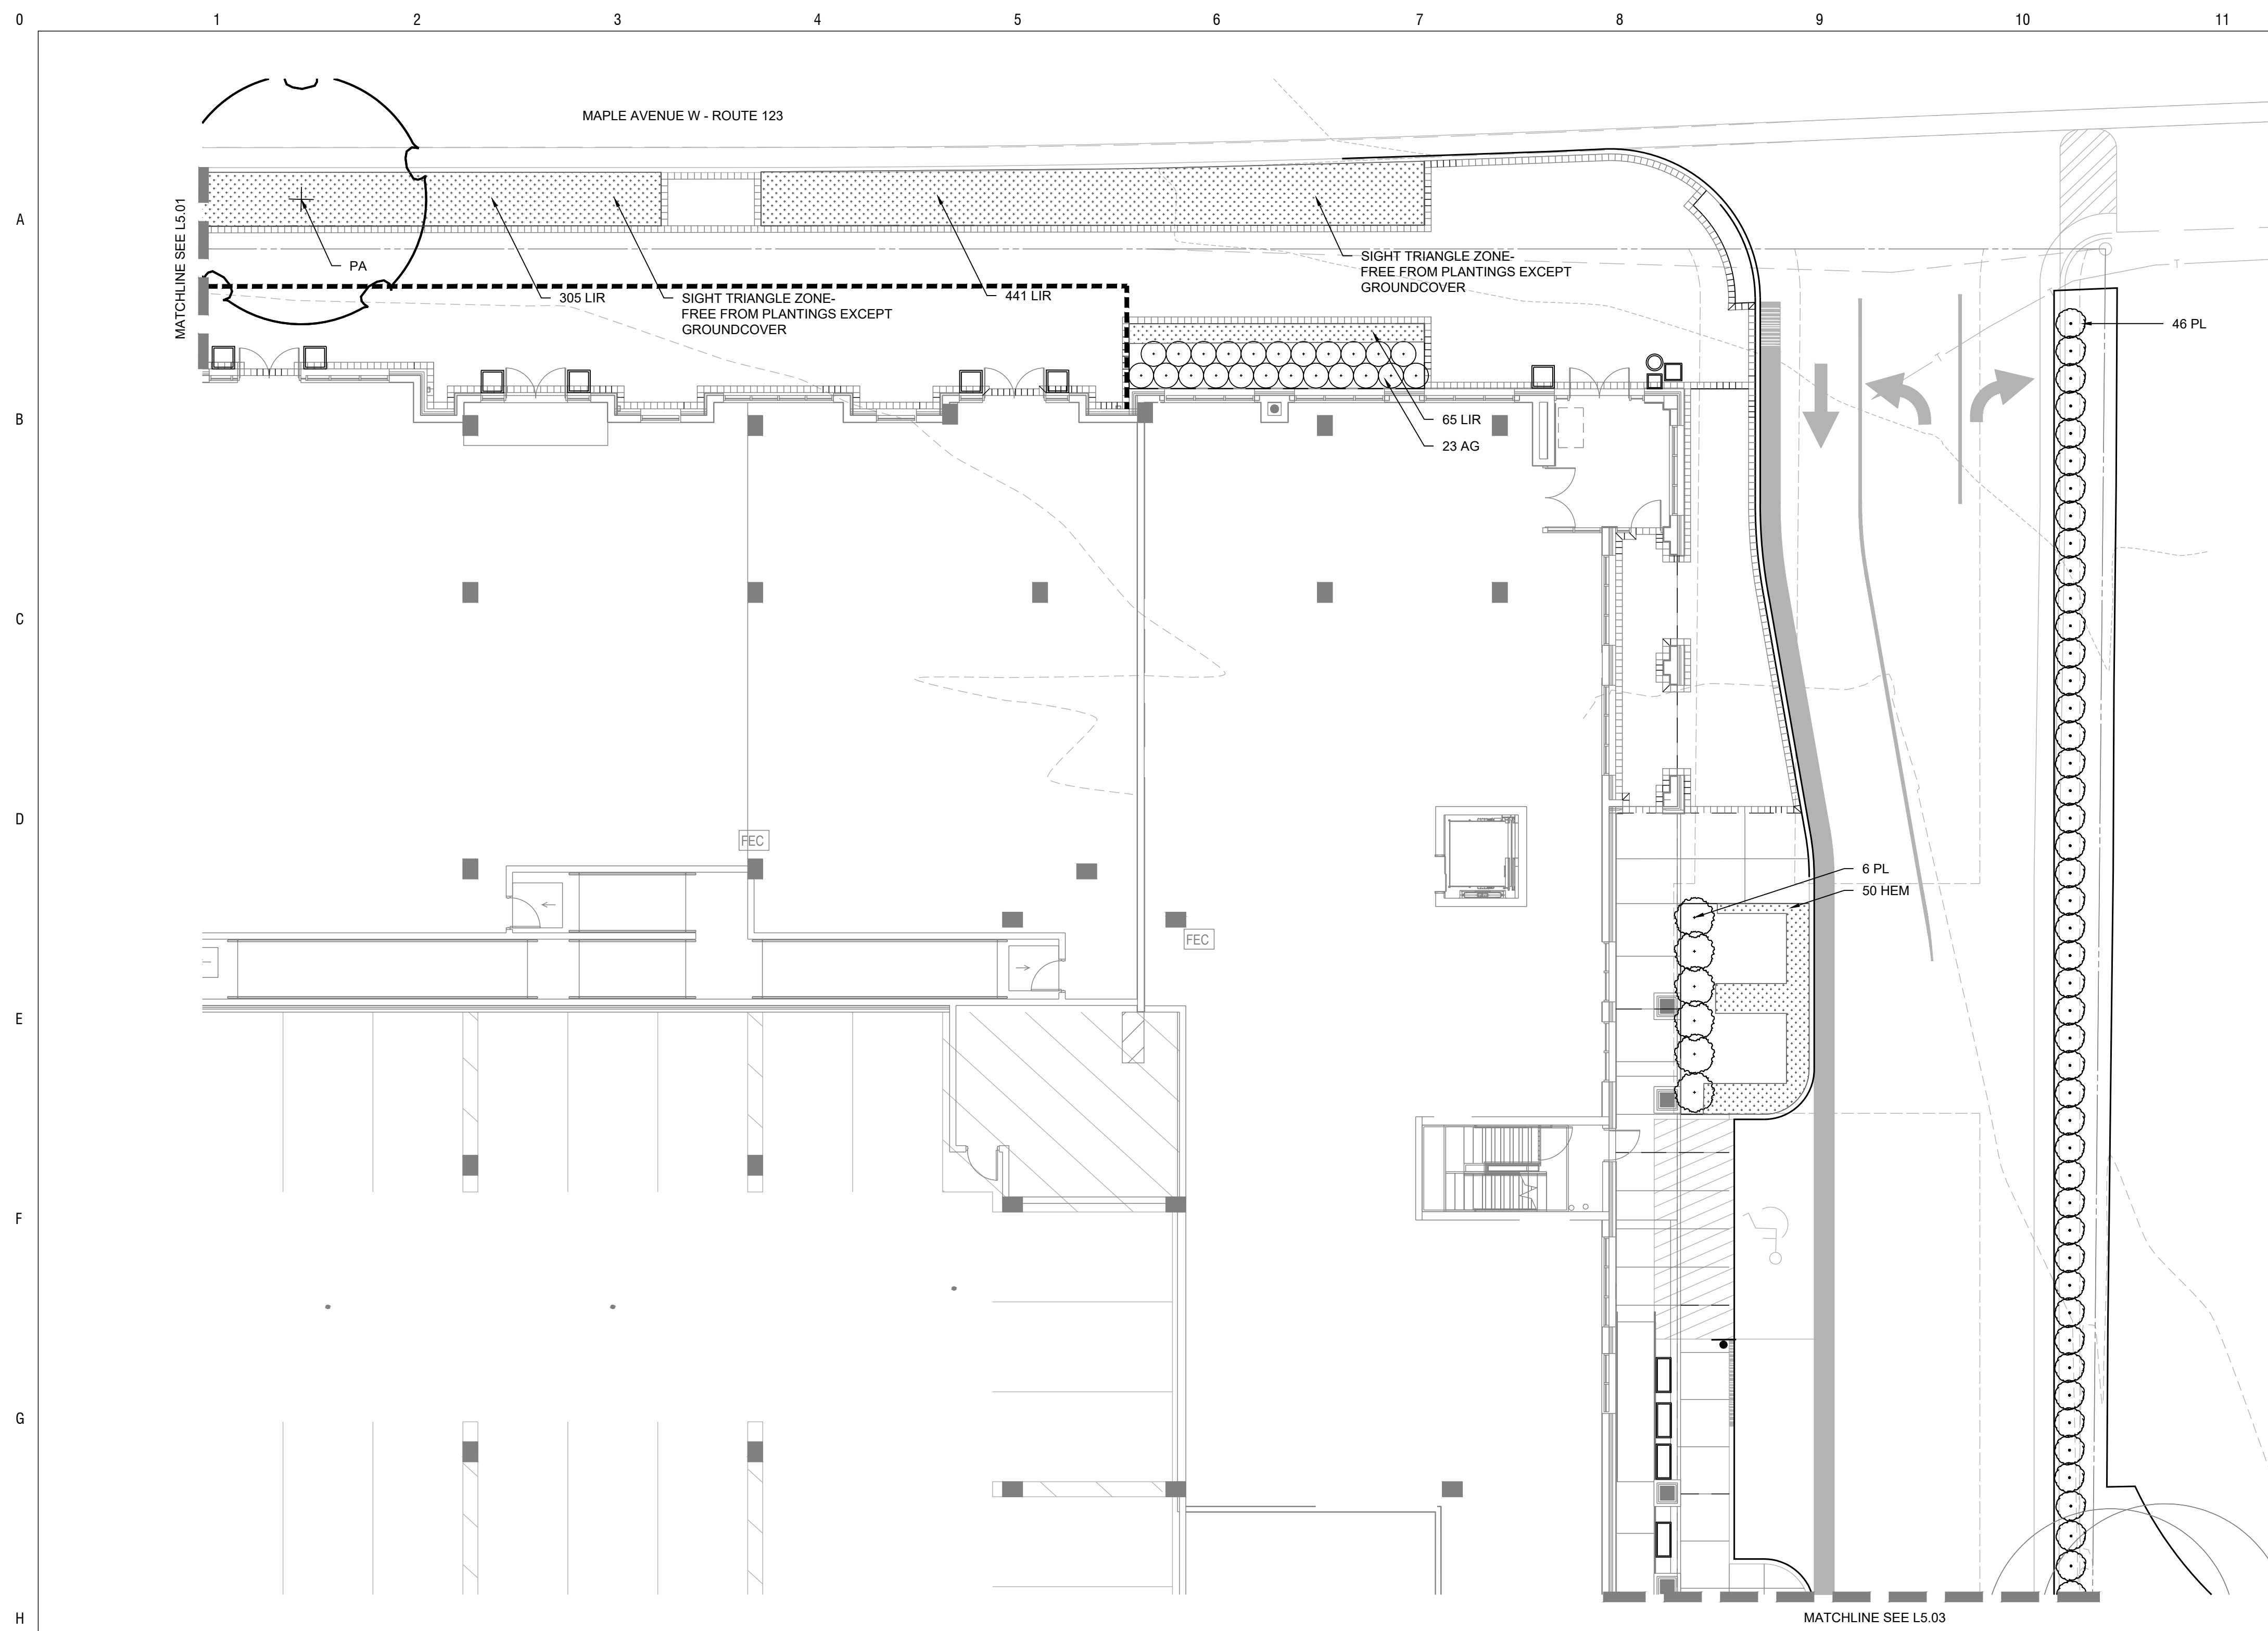 0 1 2 3 4 5 6 7 8 9 10 11
MAPLE AVENUE W - ROUTE 123
A
MATCHLINE SEE L5.01
PA
305 LIR
SIGHT TRIANGLE ZONE-
FREE FROM PLANTINGS EXCEPT
GROUNDCOVER
441 LIR
SIGHT TRIANGLE ZONE-
FREE FROM PLANTINGS EXCEPT
GROUNDCOVER
46 PL
B
65 LIR
23 AG
C
D
FEC
6 PL
50 HEM
FEC
E
F
G
H
MATCHLINE SEE L5.03